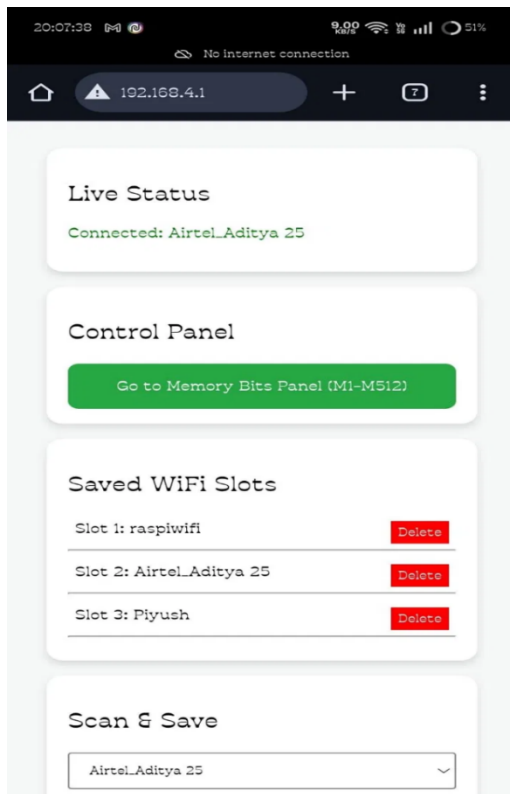 20:07:38 9.00 KB/S 51%
No internet connection
192.168.4.1 ?
Live Status
Connected: Airtel_Aditya 25
Control Panel
Go to Memory Bits Panel (M1-M512)
Saved WiFi Slots
Slot 1: raspiwifi Delete
Slot 2: Airtel_Aditya 25 Delete
Slot 3: Piyush Delete
Scan & Save
Airtel_Aditya 25